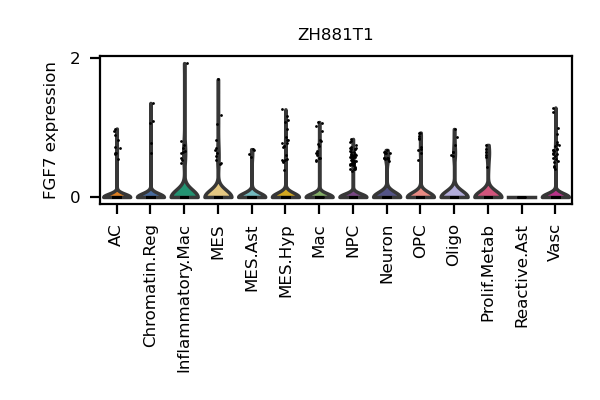 ZH881T1
FGF7 expression
2
0
AC
Chromatin.Reg
Inflammatory.Mac
MES
MES.Ast
MES.Hyp
Mac
NPC
Neuron
OPC
Oligo
Prolif.Metab
Reactive.Ast
Vasc